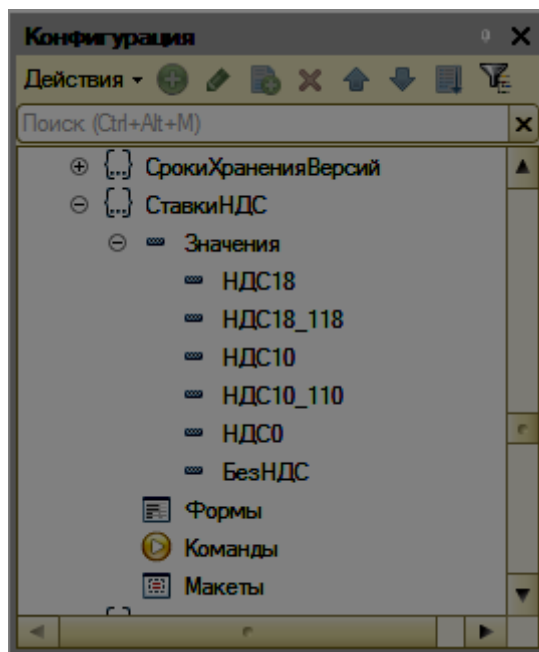 Конфигурация
Действия
Поиск (Ctrl+Alt+M)
СрокиХраненияВерсий
СтавкиНДС
Значения
НДС18
НДС18_118
НДС10
НДС10_110
НДС0
БезНДС
Формы
Команды
Макеты